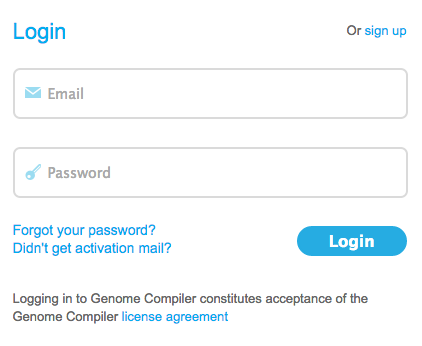 Login
Or sign up
Email
Password
Forgot your password?
Didn't get activation mail?
Login
Logging in to Genome Compiler constitutes acceptance of the
Genome Compiler license agreement